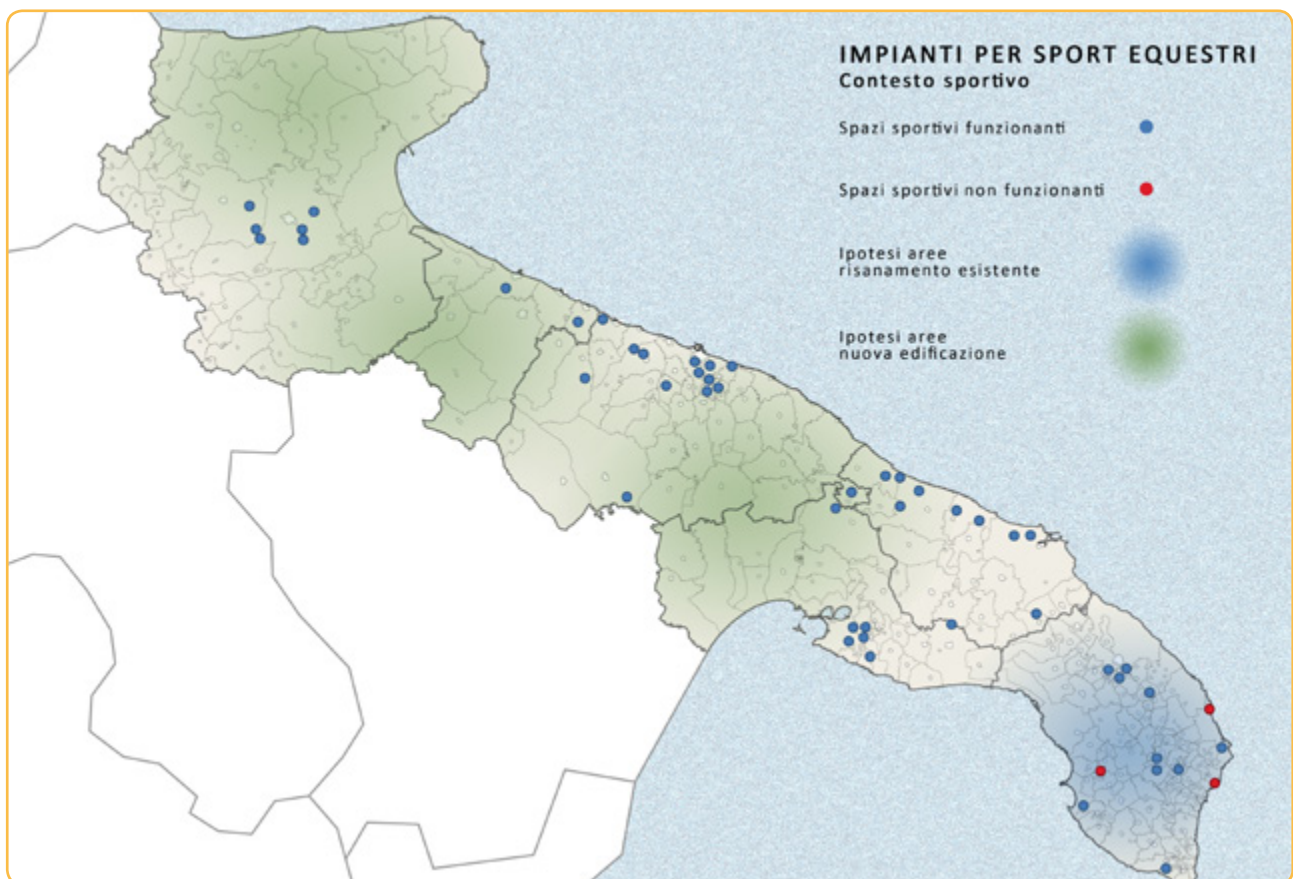 IMPIANTI PER SPORT EQUESTRI
Contesto sportivo
Spazi sportivi funzionanti
Spazi sportivi non funzionanti
Ipotesi aree
risanamento esistente
Ipotesi aree
nuova edificazione